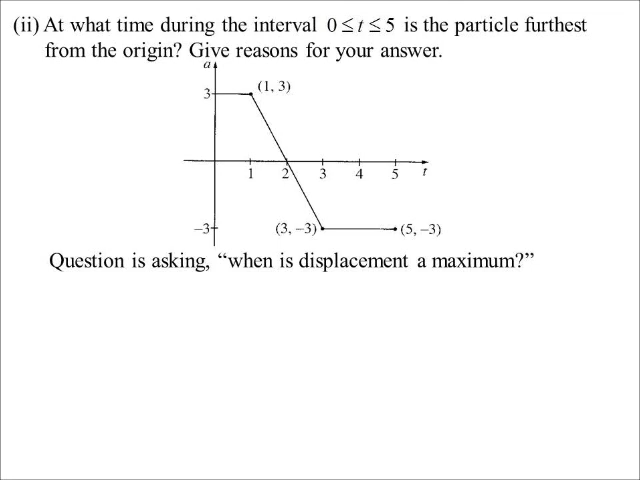 (ii) At what time during the interval 0 ≤ t ≤ 5 is the particle furthest
from the origin? Give reasons for your answer.
a
3
(1, 3)
1 2 3 4 5 t
–3
(3, –3)
(5, –3)
Question is asking, “when is displacement a maximum?”